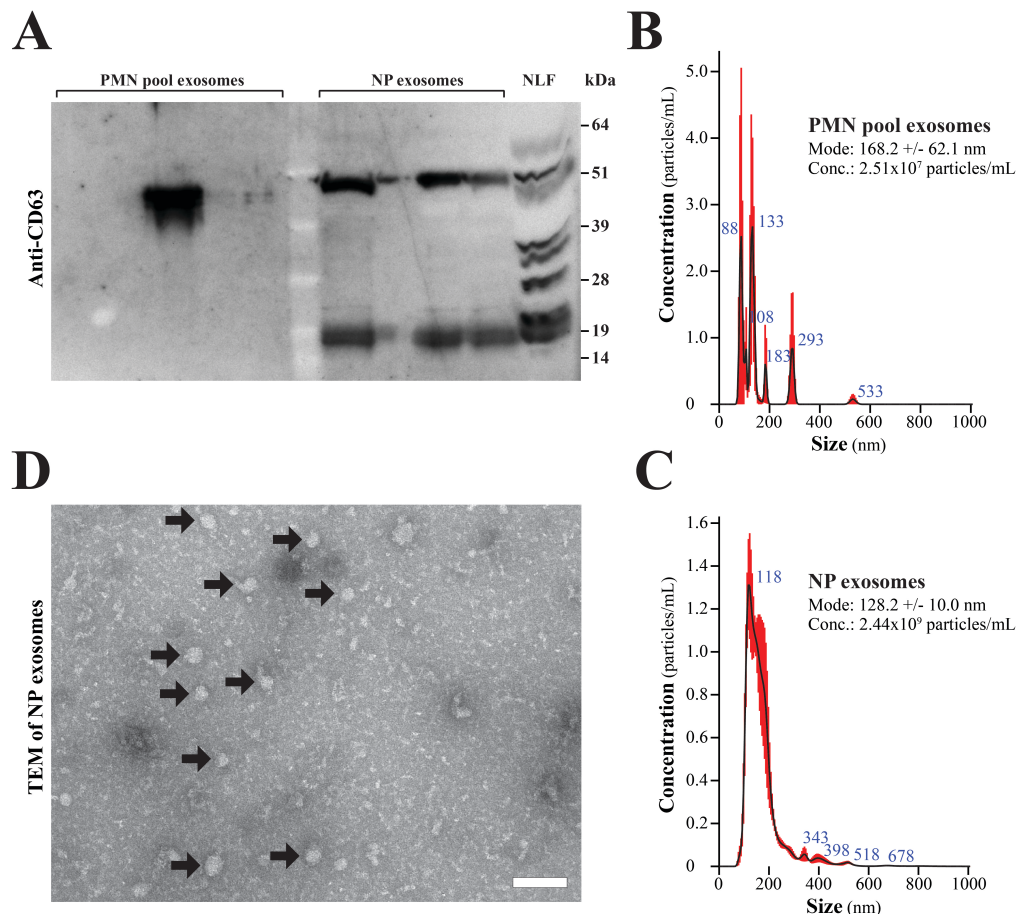 A
PMN pool exosomes
NP exosomes
NLF
kDa
Anti-CD63
64
51
39
28
19
14
B
Concentration (particles/mL)
5.0
4.0
3.0
2.0
1.0
0
PMN pool exosomes
Mode: 168.2 +/- 62.1 nm
Conc.: 2.51x10⁷ particles/mL
88
133
108
183
293
533
0 200 400 600 800 1000
Size (nm)
D
TEM of NP exosomes
C
Concentration (particles/mL)
1.6
1.4
1.2
1.0
0.8
0.6
0.4
0.2
0
NP exosomes
Mode: 128.2 +/- 10.0 nm
Conc.: 2.44x10⁹ particles/mL
118
343
398
518
678
0 200 400 600 800 1000
Size (nm)